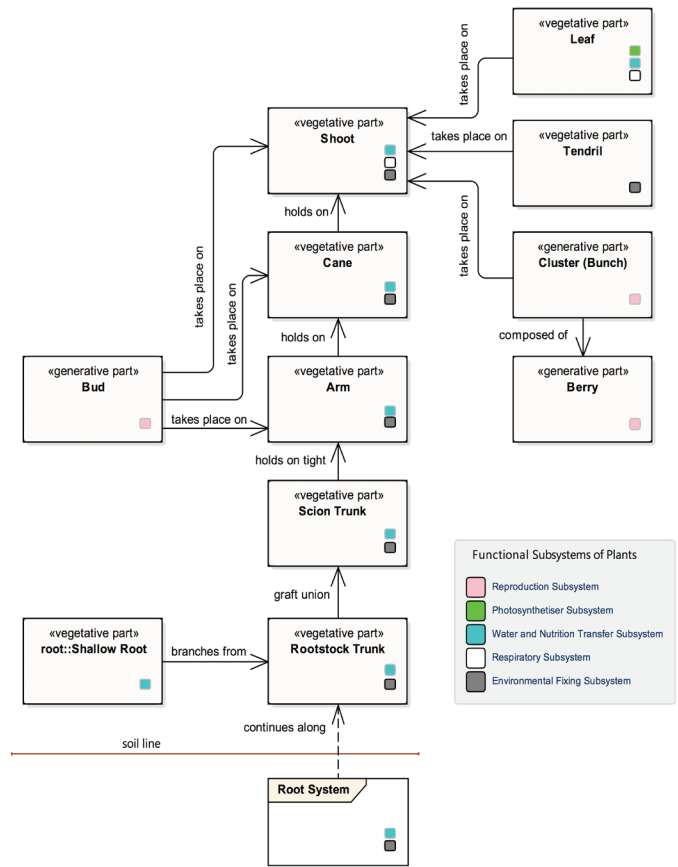 «vegetative part»
Leaf
takes place on
«vegetative part»
Shoot
takes place on
«vegetative part»
Tendril
holds on
takes place on
takes place on
«vegetative part»
Cane
«generative part»
Cluster (Bunch)
takes place on
holds on
composed of
«generative part»
Bud
«vegetative part»
Arm
«generative part»
Berry
takes place on
holds on tight
«vegetative part»
Scion Trunk
graft union
Functional Subsystems of Plants
Reproduction Subsystem
Photosynthetiser Subsystem
Water and Nutrition Transfer Subsystem
Respiratory Subsystem
Environmental Fixing Subsystem
«vegetative part»
root::Shallow Root
branches from
«vegetative part»
Rootstock Trunk
continues along
soil line
Root System